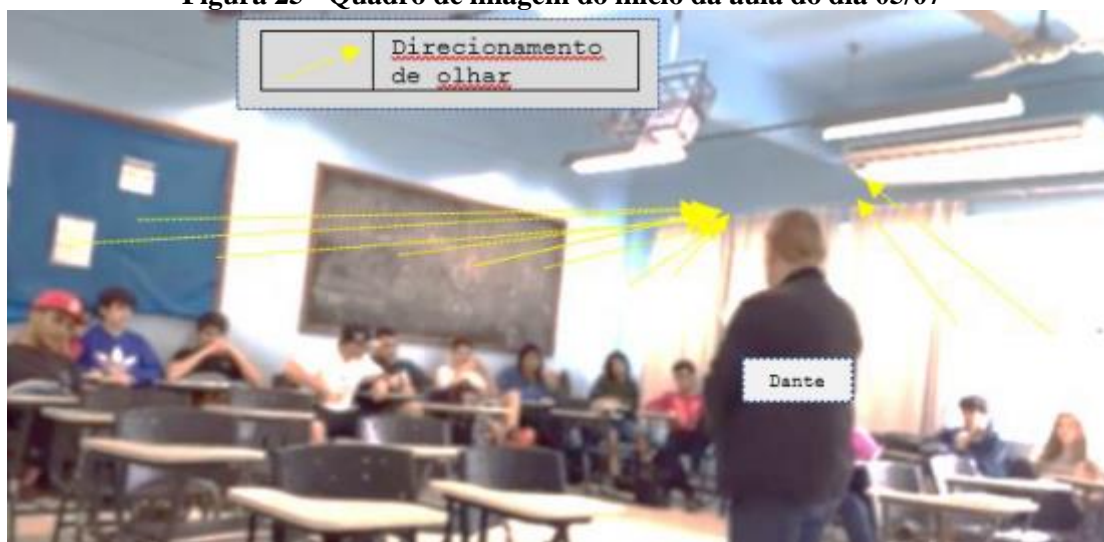 Figura 25 - Quadro de imagem do início da aula do dia 05/07
Direcionamento
de olhar
Dante